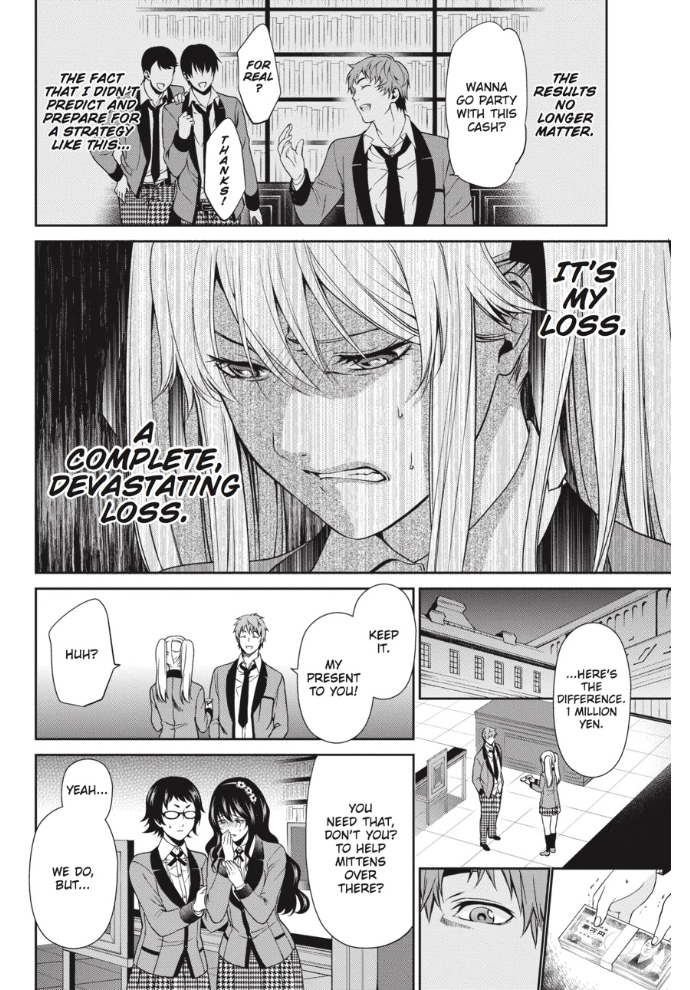 THE
RESULTS
NO
LONGER
MATTER.
WANNA
GO PARTY
WITH THIS
CASH?
FOR
REAL?
THANKS!
THE FACT
THAT I DIDN'T
PREDICT AND
PREPARE FOR
A STRATEGY
LIKE THIS...
IT'S
MY
LOSS.
A
COMPLETE,
DEVASTATING
LOSS.
...HERE'S
THE
DIFFERENCE.
1 MILLION
YEN.
KEEP
IT.
MY
PRESENT
TO YOU!
HUH?
YOU
NEED THAT,
DON'T YOU?
TO HELP
MITTENS
OVER
THERE?
YEAH...
WE DO,
BUT...